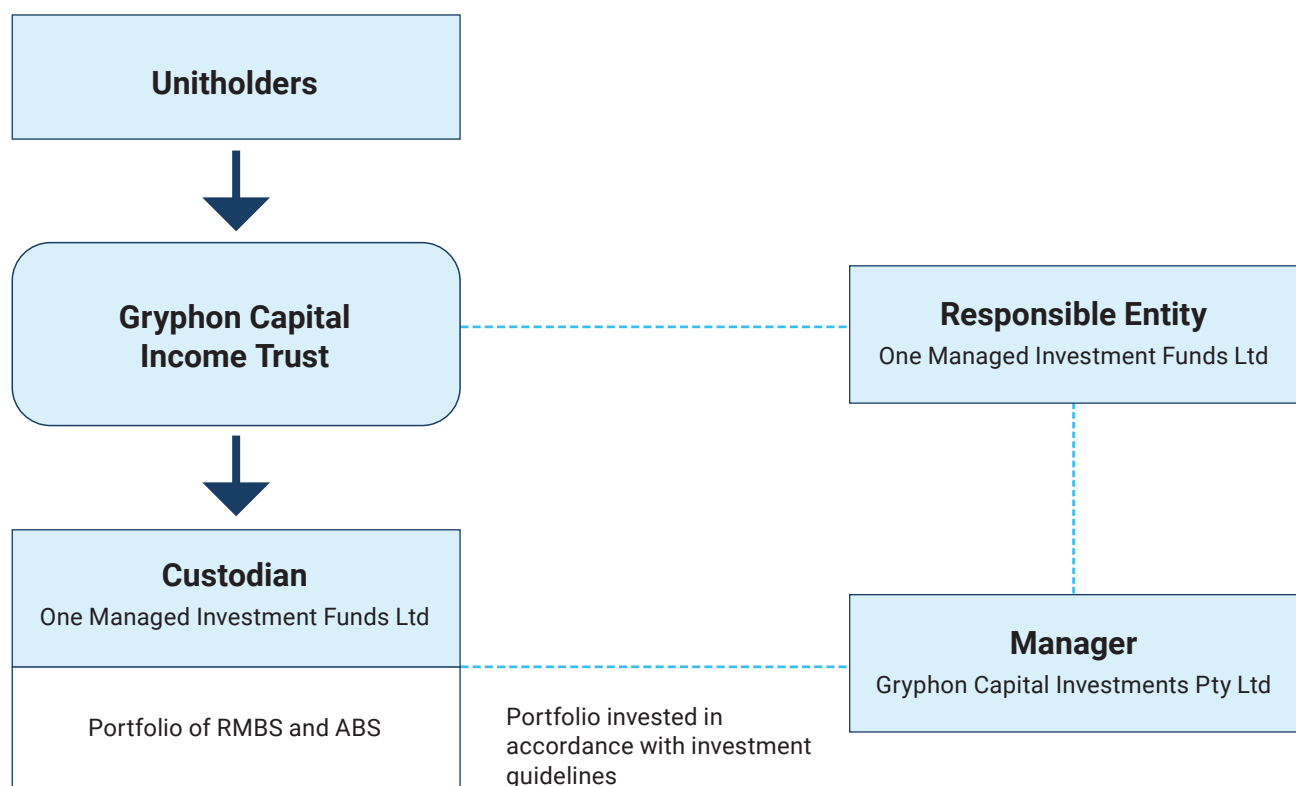 Unitholders
Gryphon Capital
Income Trust
Responsible Entity
One Managed Investment Funds Ltd
Custodian
One Managed Investment Funds Ltd
Manager
Gryphon Capital Investments Pty Ltd
Portfolio of RMBS and ABS
Portfolio invested in
accordance with investment
guidelines